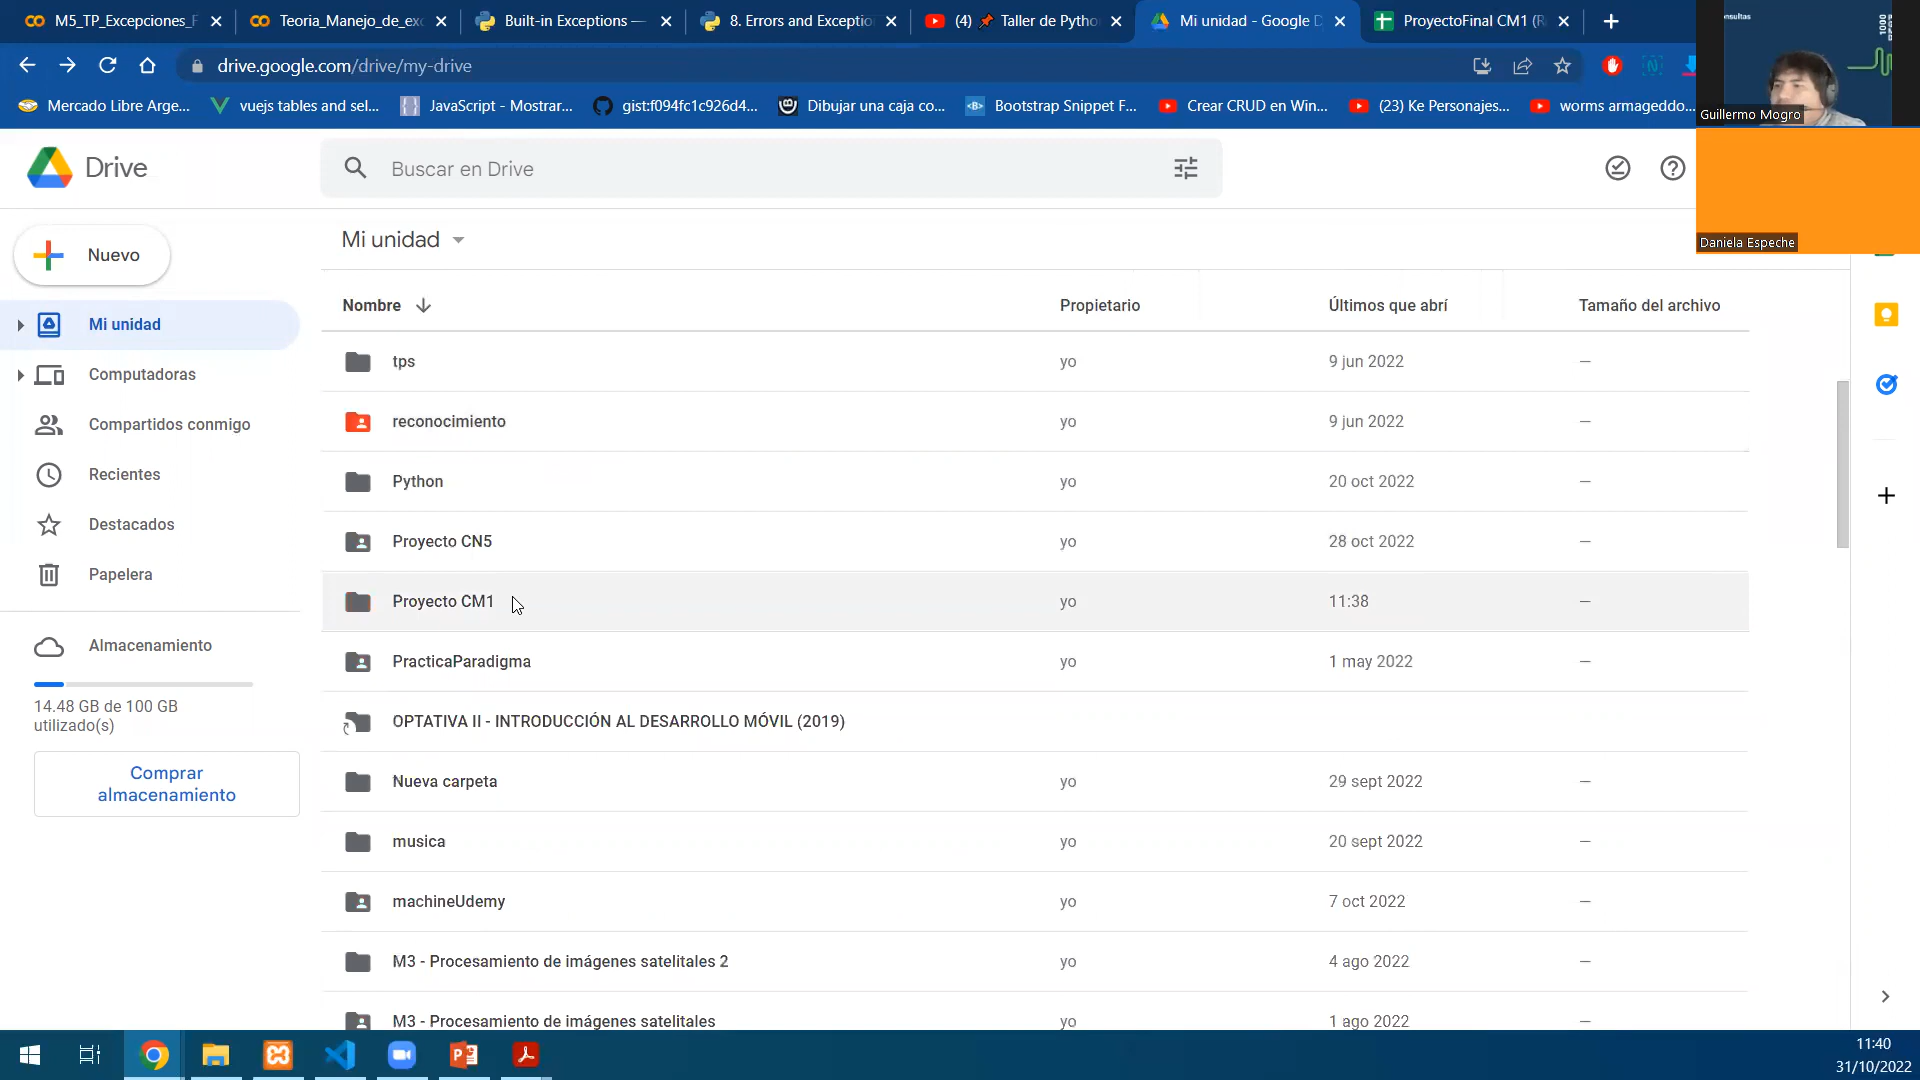 M5_TP_Excepciones_F
Teoria_Manejo_de_exc
Built-in Exceptions —
8. Errors and Exception
(4) 📌 Taller de Pytho
Mi unidad - Google D
ProyectoFinal CM1 (R
drive.google.com/drive/my-drive
Mercado Libre Arge...
vuejs tables and sel...
JavaScript - Mostrar...
gist:f094fc1c926d4...
Dibujar una caja co...
Bootstrap Snippet F...
Crear CRUD en Win...
(23) Ke Personajes...
worms armageddo...
nsultas
1000
Guillermo Mogro
Daniela Espeche
Drive
Buscar en Drive
Nuevo
Mi unidad
Computadoras
Compartidos conmigo
Recientes
Destacados
Papelera
Almacenamiento
14.48 GB de 100 GB
utilizado(s)
Comprar
almacenamiento
Mi unidad
Nombre Propietario Últimos que abrí Tamaño del archivo
tps yo 9 jun 2022 —
reconocimiento yo 9 jun 2022 —
Python yo 20 oct 2022 —
Proyecto CN5 yo 28 oct 2022 —
Proyecto CM1 yo 11:38 —
PracticaParadigma yo 1 may 2022 —
OPTATIVA II - INTRODUCCIÓN AL DESARROLLO MÓVIL (2019)
Nueva carpeta yo 29 sept 2022 —
musica yo 20 sept 2022 —
machineUdemy yo 7 oct 2022 —
M3 - Procesamiento de imágenes satelitales 2 yo 4 ago 2022 —
M3 - Procesamiento de imágenes satelitales yo 1 ago 2022 —
11:40
31/10/2022